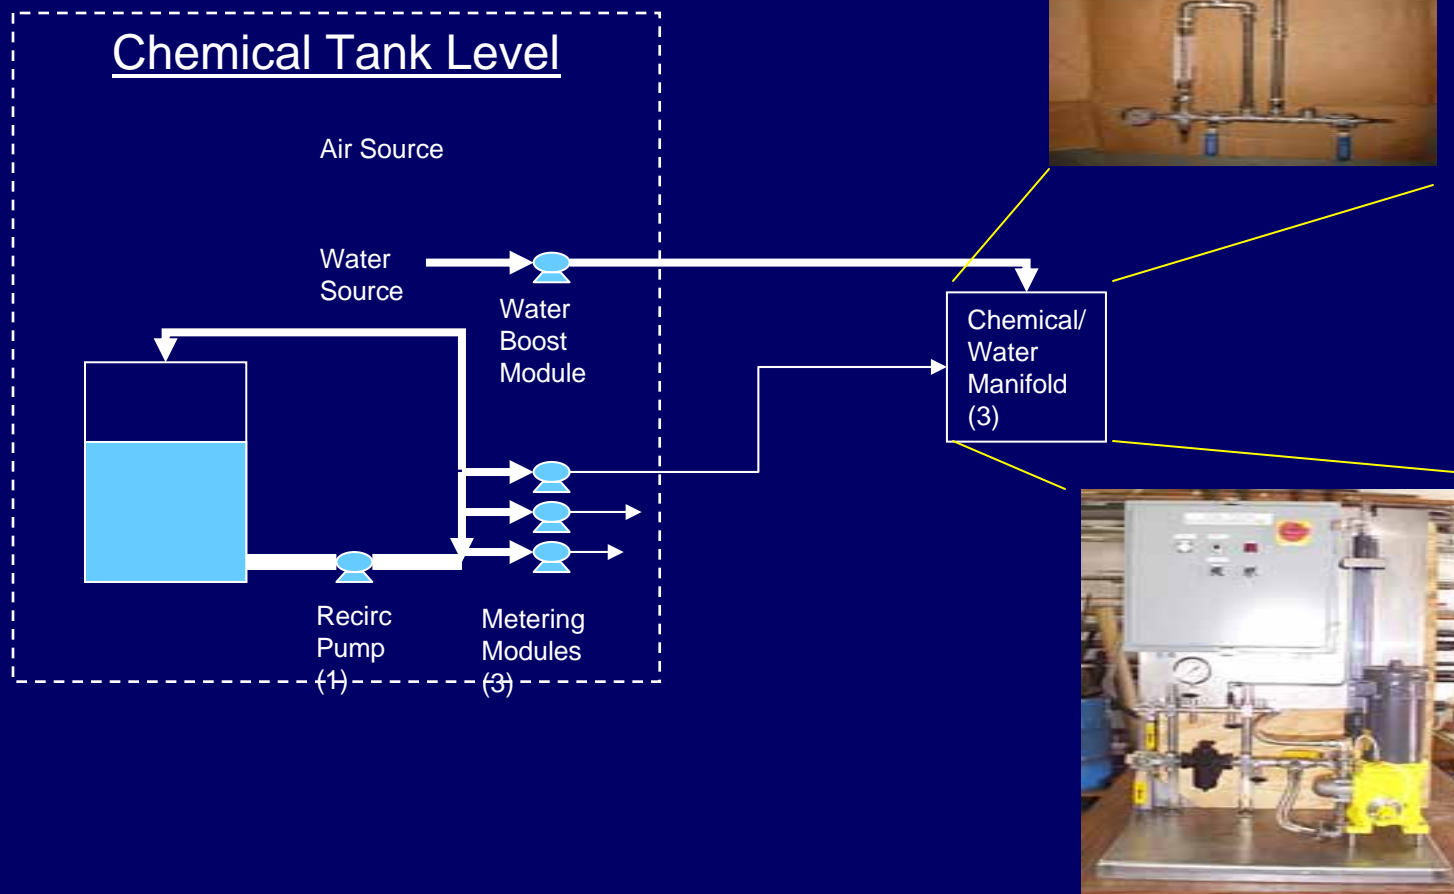 Chemical Tank Level
Air Source
Water
Source
Water
Boost
Module
Chemical/
Water
Manifold
(3)
Recirc
Pump
(1)
Metering
Modules
(3)